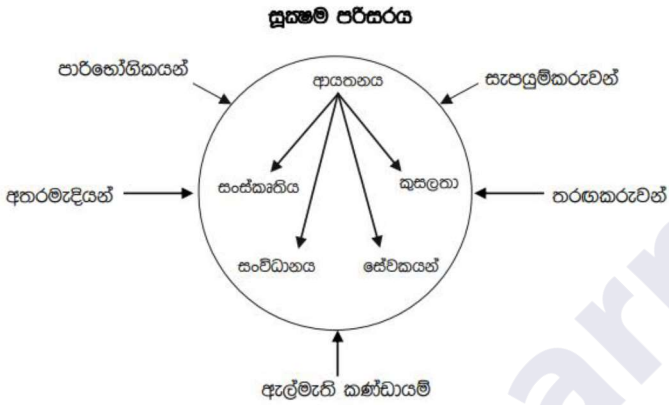 සූක්‍ෂම පරිසරය
පාරිභෝගිකයන්
ආයතනය
සැපයුම්කරුවන්
අතරමැදියන්
සංස්කෘතිය
කුසලතා
තරඟකරුවන්
සංවිධානය
සේවකයන්
ඇල්මැති කණ්ඩායම්